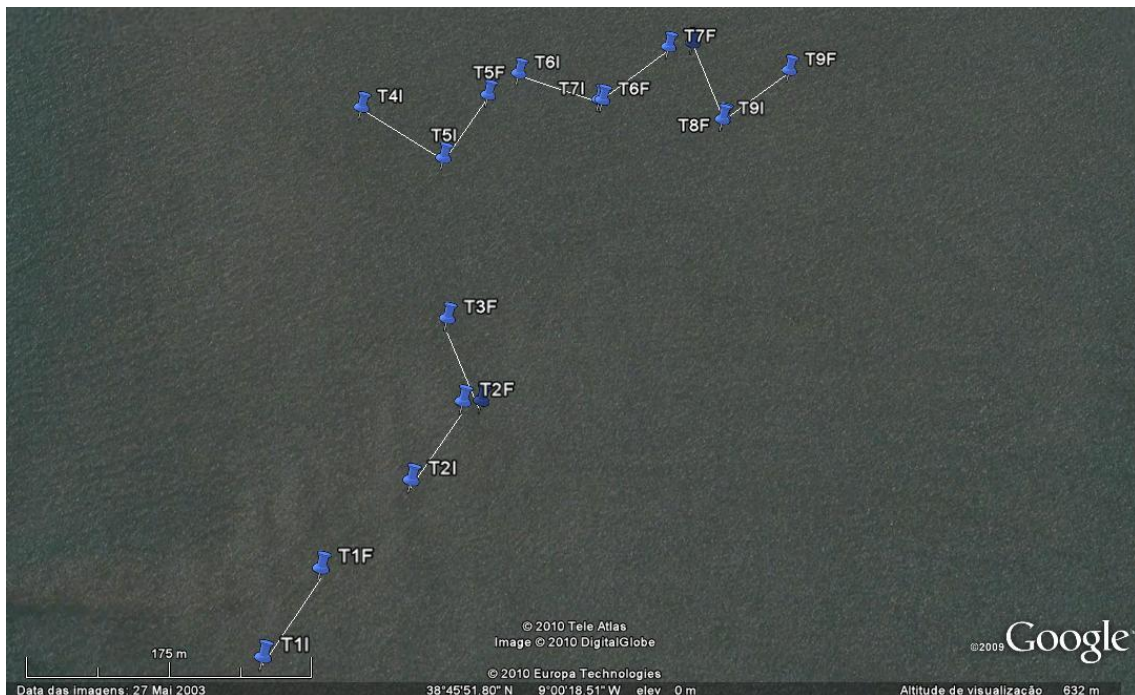 T7F
T6I
T9F
T5F
T7I
T6F
T4I
T9I
T8F
T5I
T3F
T2F
T2I
T1F
T1I
175 m
© 2010 Tele Atlas
Image © 2010 DigitalGlobe
© 2010 Europa Technologies
©2009 Google
Data das imagens: 27 Mai 2003 38°45'51.80" N 9°00'18.51" W elev 0 m Altitude de visualização 632 m